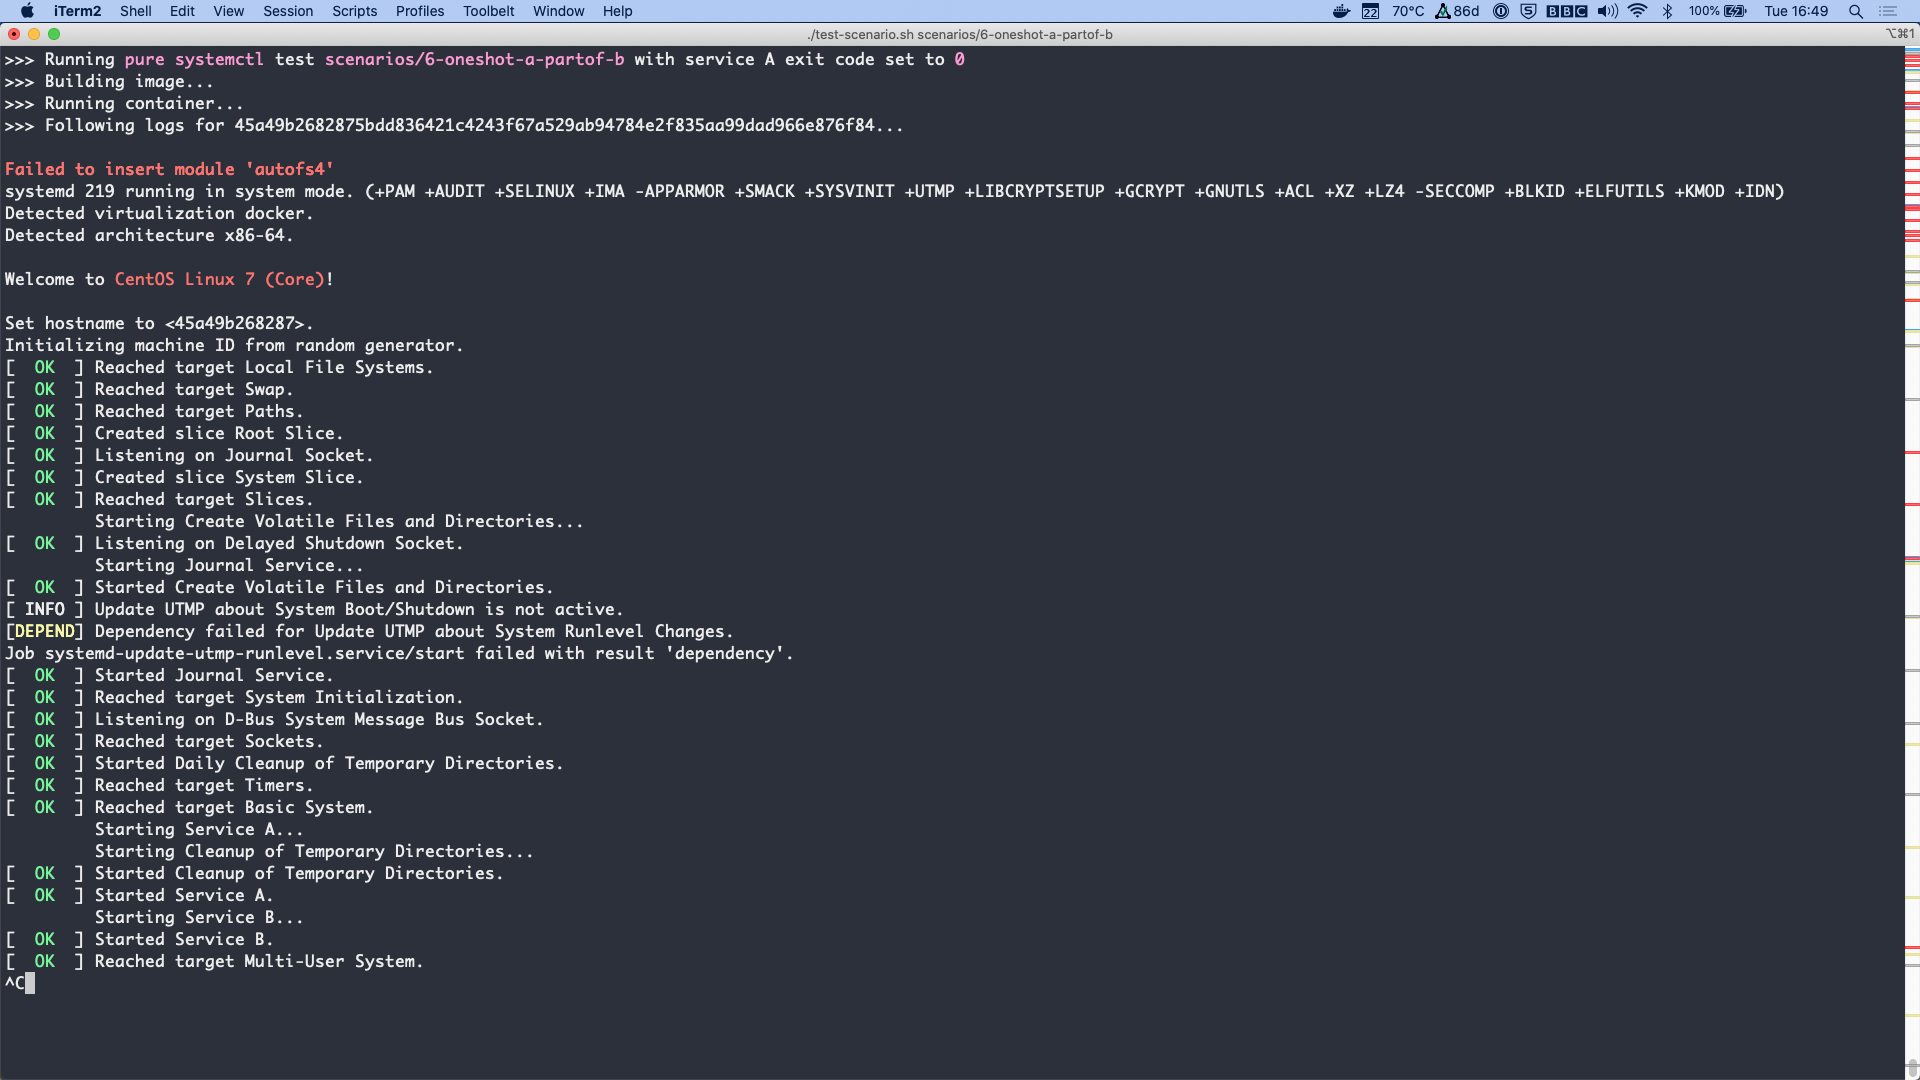 iTerm2 Shell Edit View Session Scripts Profiles Toolbelt Window Help 22 70°C 86d BBC 100% Tue 16:49
./test-scenario.sh scenarios/6-oneshot-a-partof-b ⌥⌘1
>>> Running pure systemctl test scenarios/6-oneshot-a-partof-b with service A exit code set to 0
>>> Building image...
>>> Running container...
>>> Following logs for 45a49b2682875bdd836421c4243f67a529ab94784e2f835aa99dad966e876f84...
Failed to insert module 'autofs4'
systemd 219 running in system mode. (+PAM +AUDIT +SELINUX +IMA -APPARMOR +SMACK +SYSVINIT +UTMP +LIBCRYPTSETUP +GCRYPT +GNUTLS +ACL +XZ +LZ4 -SECCOMP +BLKID +ELFUTILS +KMOD +IDN)
Detected virtualization docker.
Detected architecture x86-64.
Welcome to CentOS Linux 7 (Core)!
Set hostname to <45a49b268287>.
Initializing machine ID from random generator.
[  OK  ] Reached target Local File Systems.
[  OK  ] Reached target Swap.
[  OK  ] Reached target Paths.
[  OK  ] Created slice Root Slice.
[  OK  ] Listening on Journal Socket.
[  OK  ] Created slice System Slice.
[  OK  ] Reached target Slices.
Starting Create Volatile Files and Directories...
[  OK  ] Listening on Delayed Shutdown Socket.
Starting Journal Service...
[  OK  ] Started Create Volatile Files and Directories.
[ INFO ] Update UTMP about System Boot/Shutdown is not active.
[DEPEND] Dependency failed for Update UTMP about System Runlevel Changes.
Job systemd-update-utmp-runlevel.service/start failed with result 'dependency'.
[  OK  ] Started Journal Service.
[  OK  ] Reached target System Initialization.
[  OK  ] Listening on D-Bus System Message Bus Socket.
[  OK  ] Reached target Sockets.
[  OK  ] Started Daily Cleanup of Temporary Directories.
[  OK  ] Reached target Timers.
[  OK  ] Reached target Basic System.
Starting Service A...
Starting Cleanup of Temporary Directories...
[  OK  ] Started Cleanup of Temporary Directories.
[  OK  ] Started Service A.
Starting Service B...
[  OK  ] Started Service B.
[  OK  ] Reached target Multi-User System.
^C